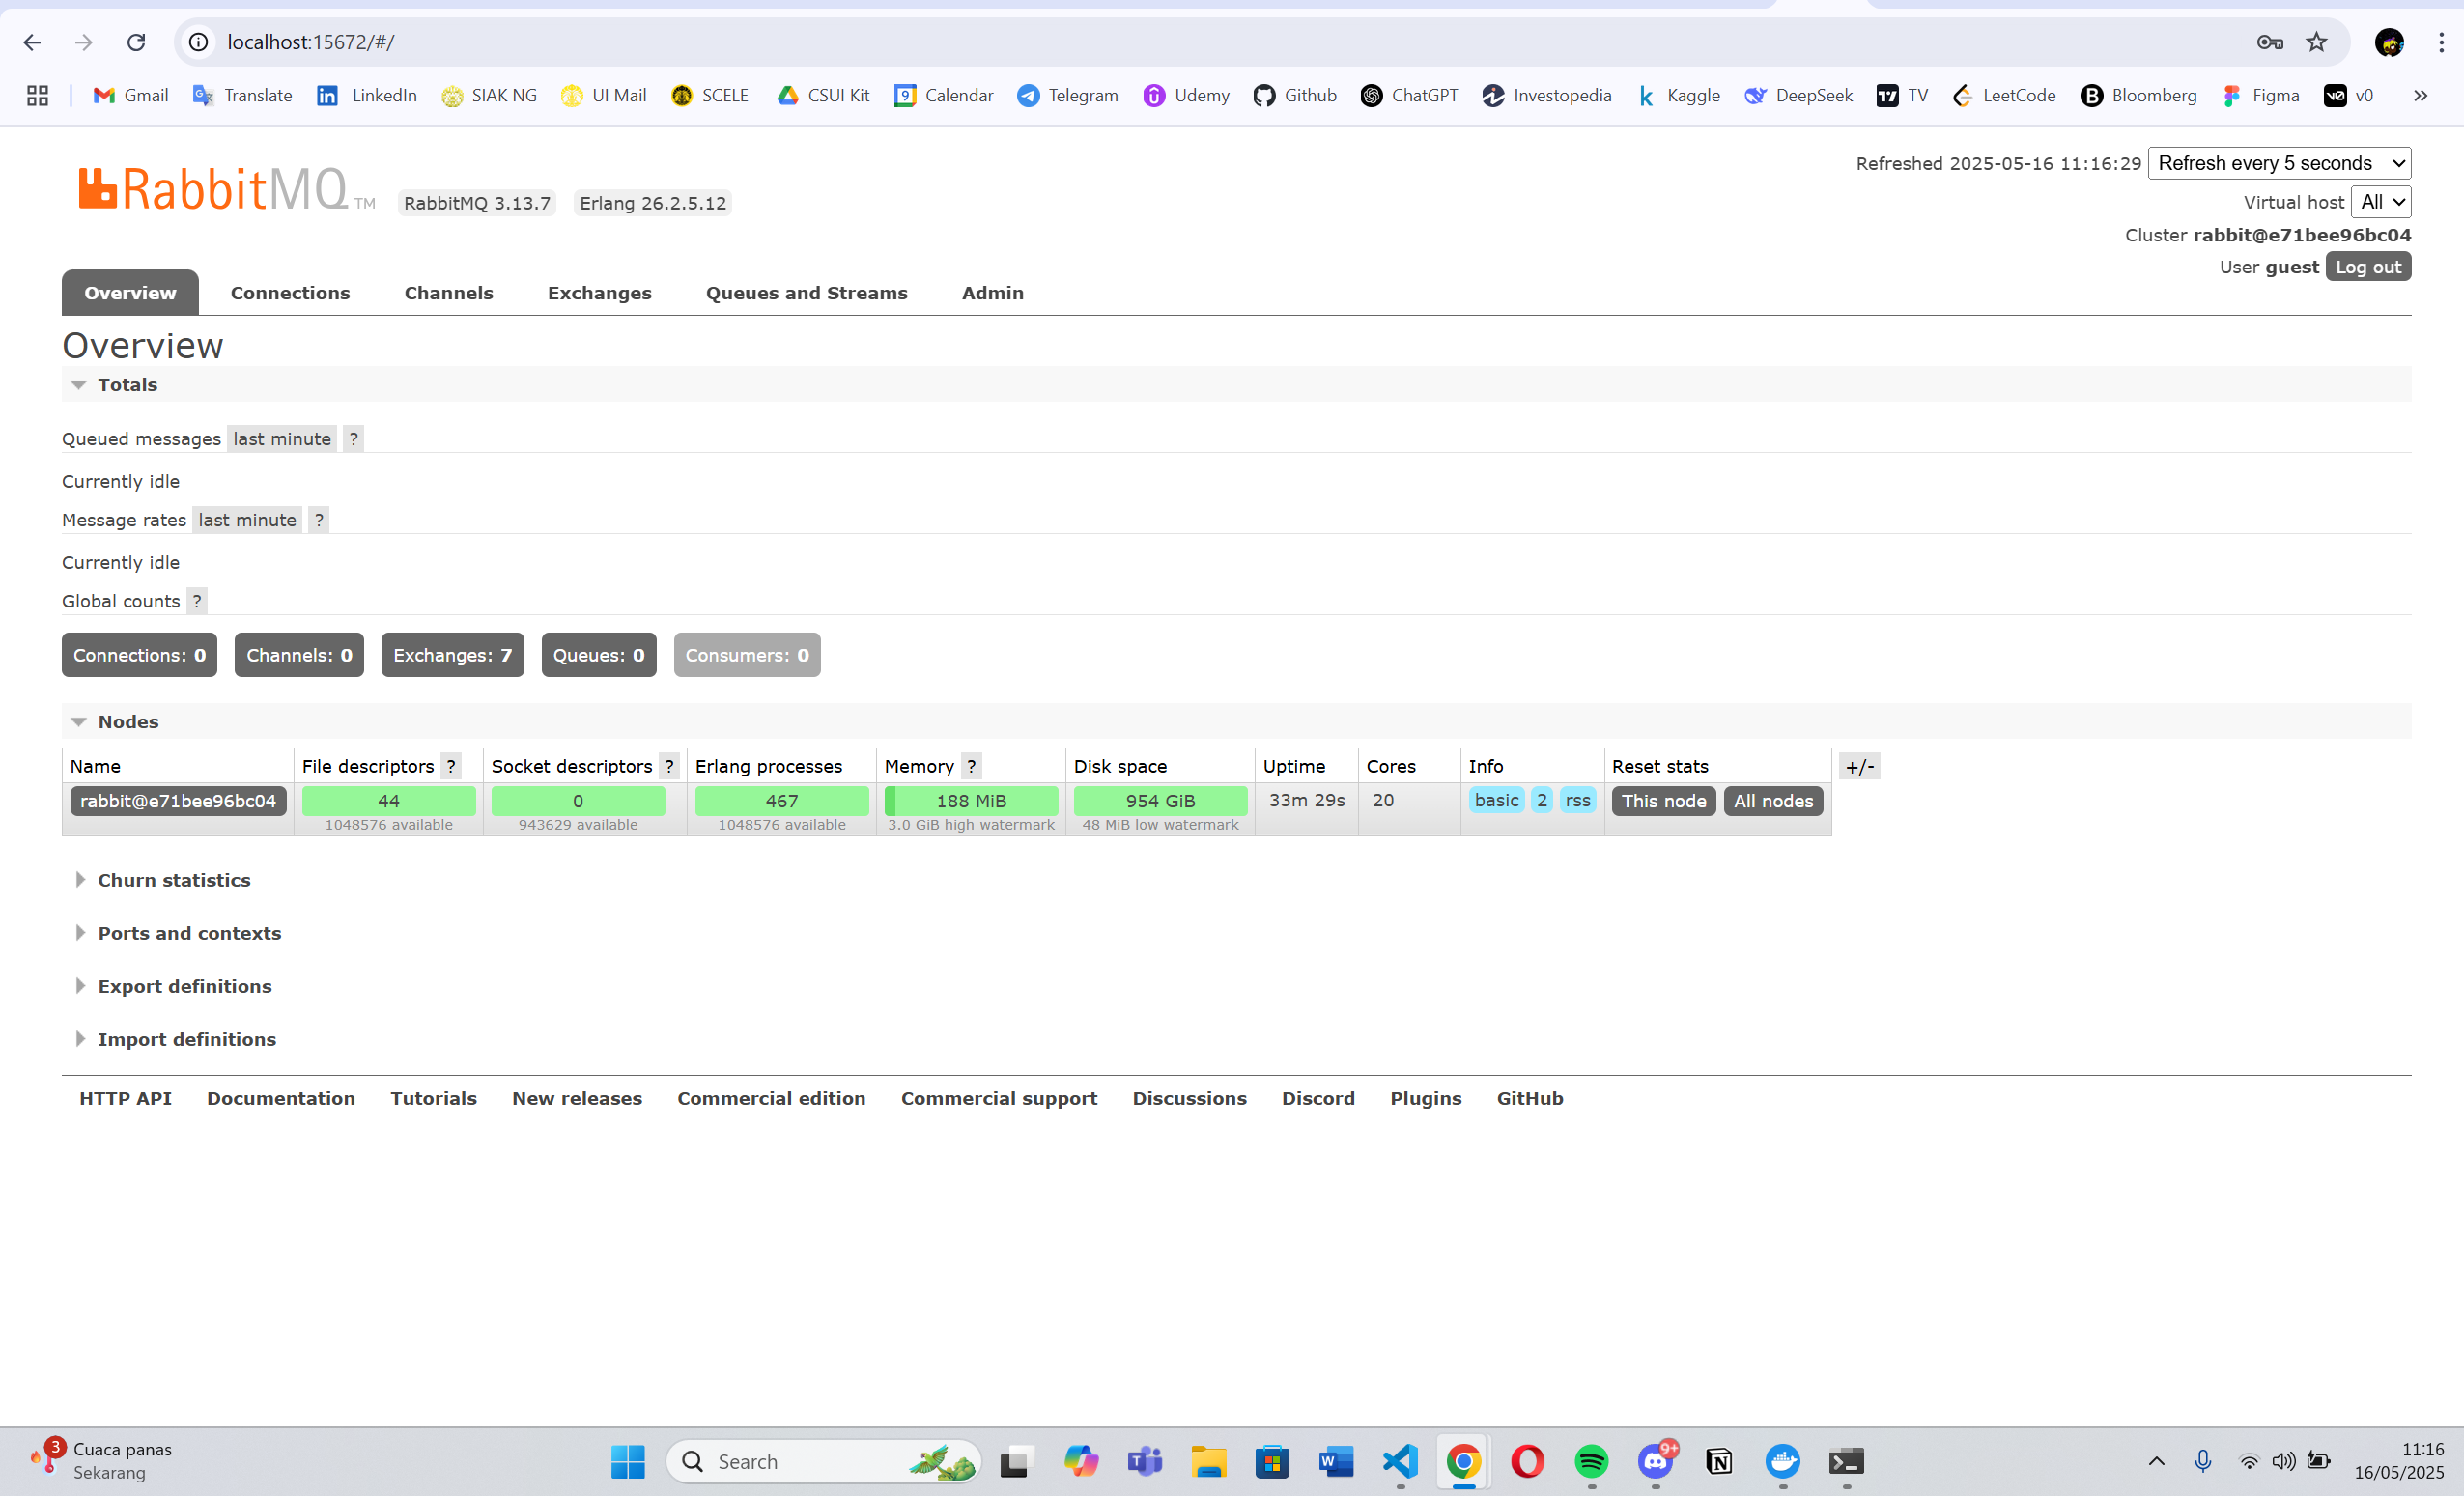 localhost:15672/#/
Gmail Translate LinkedIn SIAK NG UI Mail SCELE CSUI Kit Calendar Telegram Udemy Github ChatGPT Investopedia Kaggle DeepSeek TV LeetCode Bloomberg Figma v0 »
RabbitMQ TM RabbitMQ 3.13.7 Erlang 26.2.5.12
Refreshed 2025-05-16 11:16:29 Refresh every 5 seconds
Virtual host All
Cluster rabbit@e71bee96bc04
User guest Log out
Overview Connections Channels Exchanges Queues and Streams Admin
Overview
Totals
Queued messages last minute ?
Currently idle
Message rates last minute ?
Currently idle
Global counts ?
Connections: 0 Channels: 0 Exchanges: 7 Queues: 0 Consumers: 0
Nodes
Name File descriptors ? Socket descriptors ? Erlang processes Memory ? Disk space Uptime Cores Info Reset stats +/-
rabbit@e71bee96bc04 44 0 467 188 MiB 954 GiB 33m 29s 20 basic 2 rss This node All nodes
1048576 available 943629 available 1048576 available 3.0 GiB high watermark 48 MiB low watermark
Churn statistics
Ports and contexts
Export definitions
Import definitions
HTTP API Documentation Tutorials New releases Commercial edition Commercial support Discussions Discord Plugins GitHub
3 Cuaca panas
Sekarang
Search
9+
11:16
16/05/2025